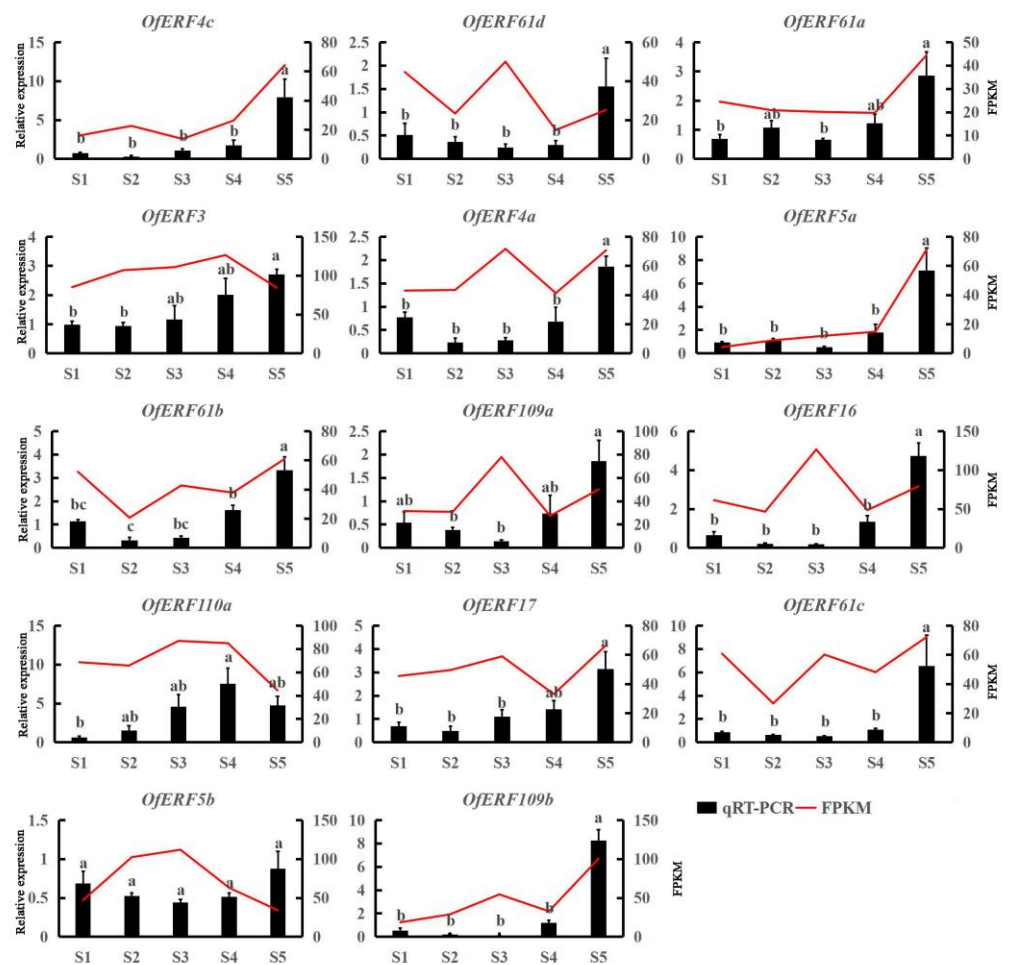 OfERF4c OfERF61d OfERF61a
Relative expression
15 10 5 0
80 60 40 20 0
b b b b a
S1 S2 S3 S4 S5
2.5 2 1.5 1 0.5 0
60 40 20 0
b b b b a
S1 S2 S3 S4 S5
4 3 2 1 0
50 40 30 20 10 0
b ab b ab a
S1 S2 S3 S4 S5
FPKM
OfERF3 OfERF4a OfERF5a
Relative expression
4 3 2 1 0
150 100 50 0
b b ab ab a
S1 S2 S3 S4 S5
2.5 2 1.5 1 0.5 0
80 60 40 20 0
b b b b a
S1 S2 S3 S4 S5
10 8 6 4 2 0
80 60 40 20 0
b b b b a
S1 S2 S3 S4 S5
FPKM
OfERF61b OfERF109a OfERF16
Relative expression
5 4 3 2 1 0
80 60 40 20 0
bc c bc b a
S1 S2 S3 S4 S5
2.5 2 1.5 1 0.5 0
100 80 60 40 20 0
ab b b ab a
S1 S2 S3 S4 S5
6 4 2 0
150 100 50 0
b b b b a
S1 S2 S3 S4 S5
FPKM
OfERF110a OfERF17 OfERF61c
Relative expression
15 10 5 0
100 80 60 40 20 0
b ab ab a ab
S1 S2 S3 S4 S5
5 4 3 2 1 0
80 60 40 20 0
b b b ab a
S1 S2 S3 S4 S5
10 8 6 4 2 0
80 60 40 20 0
b b b b a
S1 S2 S3 S4 S5
FPKM
OfERF5b OfERF109b
Relative expression
1.5 1 0.5 0
150 100 50 0
a a a a a
S1 S2 S3 S4 S5
10 8 6 4 2 0
150 100 50 0
b b b b a
S1 S2 S3 S4 S5
FPKM
qRT-PCR FPKM